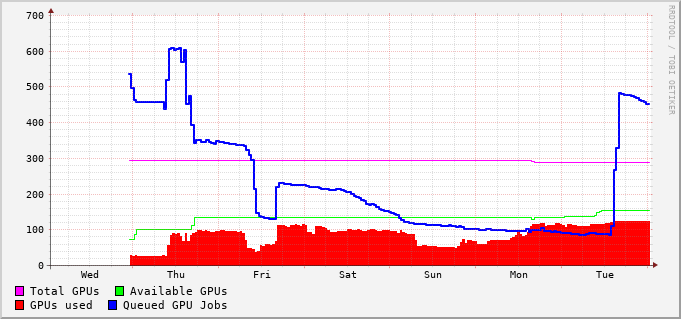 700
600
500
400
300
200
100
0
Wed Thu Fri Sat Sun Mon Tue
Total GPUs Available GPUs
GPUs used Queued GPU Jobs
RRDTOOL / TOBI OETIKER